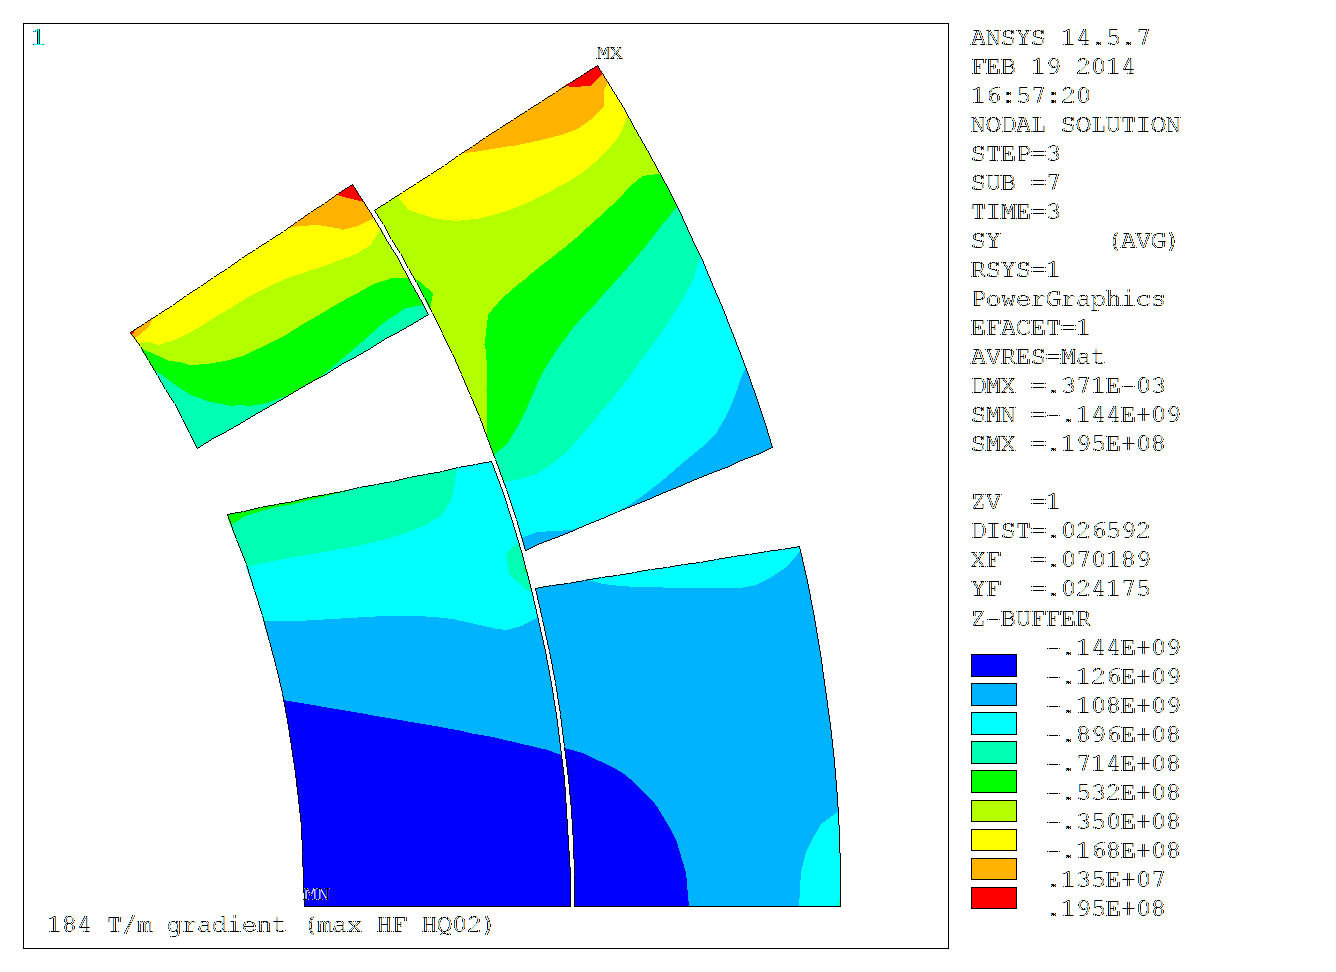 1
MX
MN
184 T/m gradient (max HF HQ02)
ANSYS 14.5.7
FEB 19 2014
16:57:20
NODAL SOLUTION
STEP=3
SUB =7
TIME=3
SY (AVG)
RSYS=1
PowerGraphics
EFACET=1
AVRES=Mat
DMX =.371E-03
SMN =-.144E+09
SMX =.195E+08
ZV =1
DIST=.026592
XF =.070189
YF =.024175
Z-BUFFER
-.144E+09
-.126E+09
-.108E+09
-.896E+08
-.714E+08
-.532E+08
-.350E+08
-.168E+08
.135E+07
.195E+08